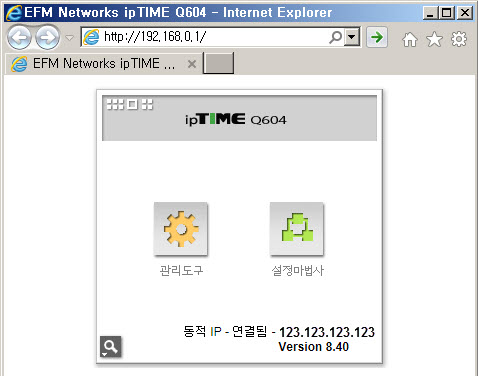 EFM Networks ipTIME Q604 - Internet Explorer
http://192.168.0.1/
EFM Networks ipTIME ...
ipTIME Q604
관리도구
설정마법사
동적 IP - 연결됨 - 123.123.123.123
Version 8.40